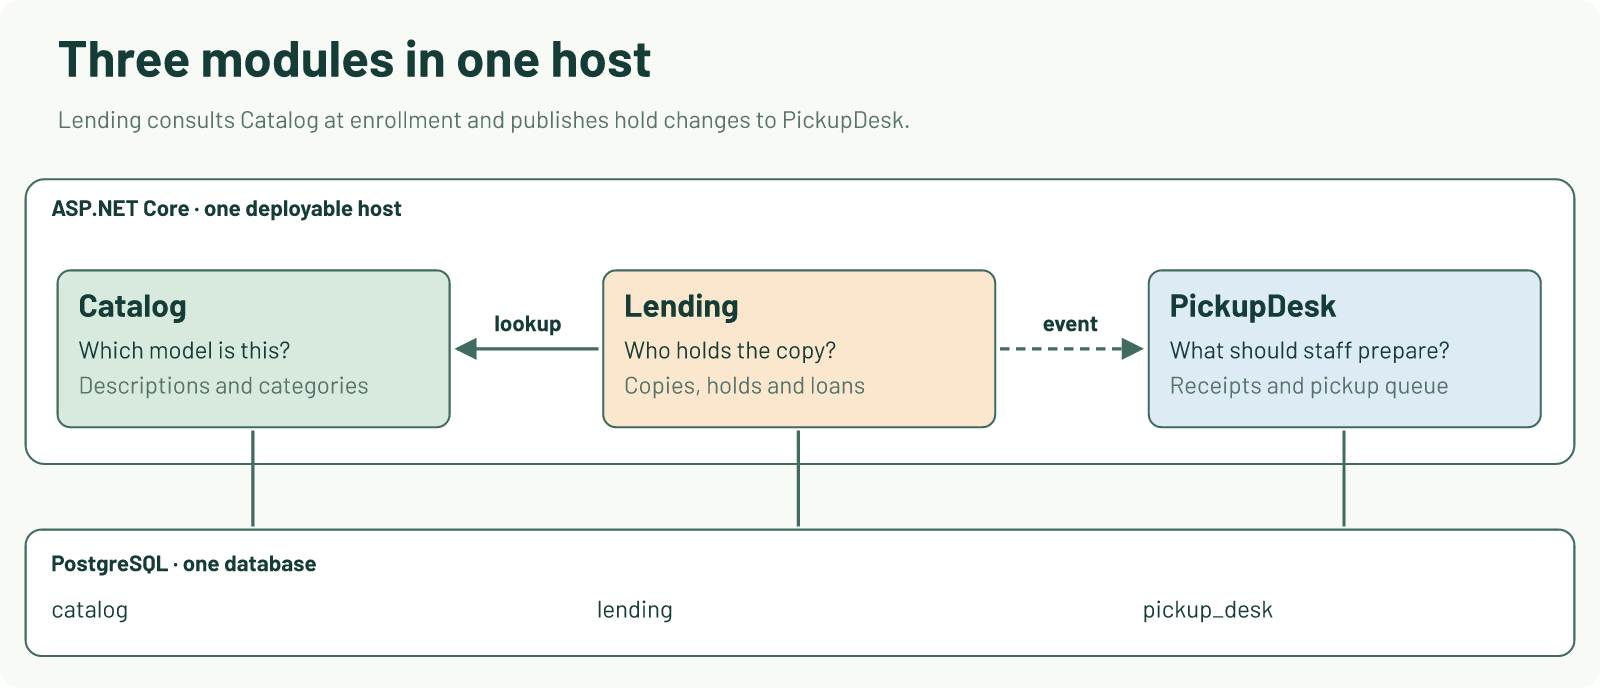 Three modules in one host
Lending consults Catalog at enrollment and publishes hold changes to PickupDesk.
ASP.NET Core · one deployable host
Catalog
Which model is this?
Descriptions and categories
lookup
Lending
Who holds the copy?
Copies, holds and loans
event
PickupDesk
What should staff prepare?
Receipts and pickup queue
PostgreSQL · one database
catalog
lending
pickup_desk